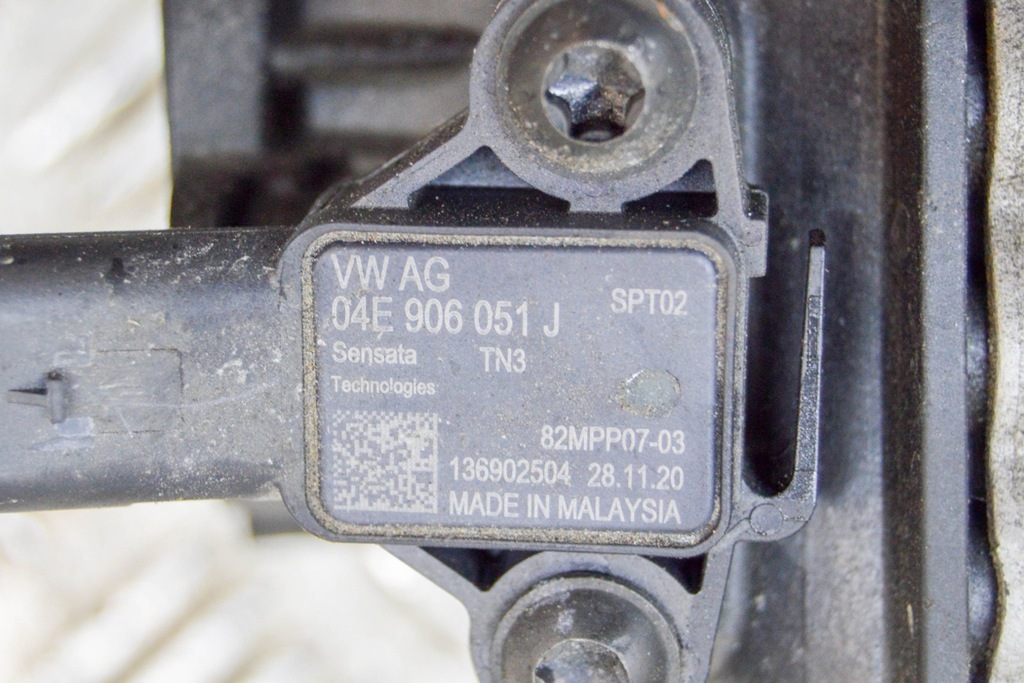 VW AG
04E 906 051 J SPT02
Sensata TN3
Technologies
82MPP07-03
136902504 28.11.20
MADE IN MALAYSIA